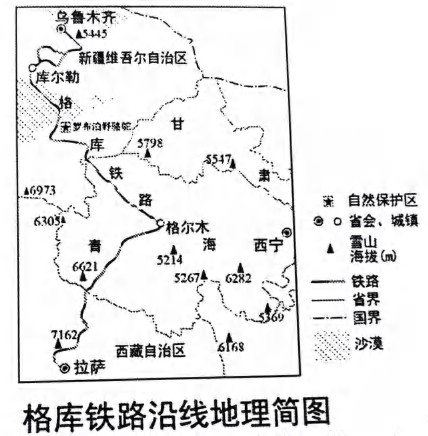 乌鲁木齐
5445
新疆维吾尔自治区
库尔勒
格
罗布泊野骆驼
库
甘
5798
5547
肃
铁
6973
路
6305
格尔木
青
海
西宁
5214
6621
5267
6282
5369
7162
西藏自治区
6168
拉萨
自然保护区
省会、城镇
雪山
海拔(m)
铁路
省界
国界
沙漠
格库铁路沿线地理简图